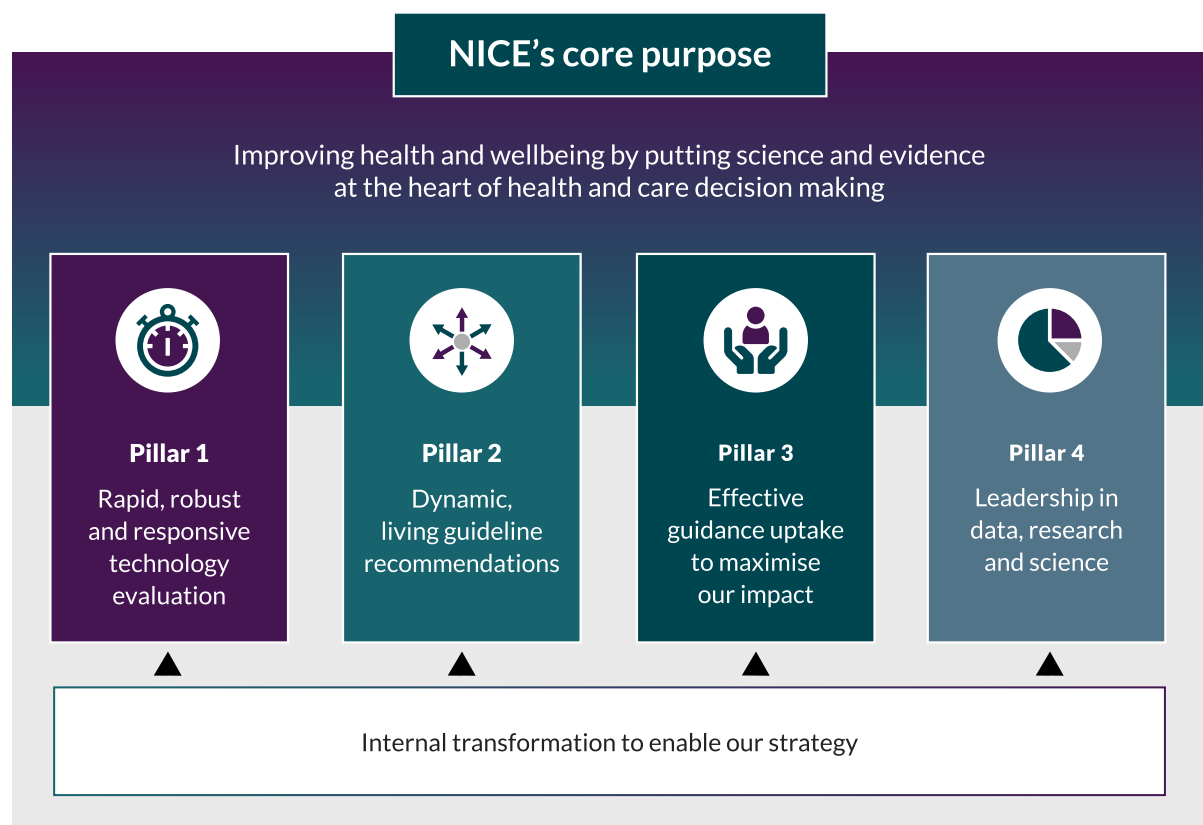 NICE’s core purpose
Improving health and wellbeing by putting science and evidence
at the heart of health and care decision making
Pillar 1
Rapid, robust
and responsive
technology
evaluation
Pillar 2
Dynamic,
living guideline
recommendations
Pillar 3
Effective
guidance uptake
to maximise
our impact
Pillar 4
Leadership in
data, research
and science
Internal transformation to enable our strategy